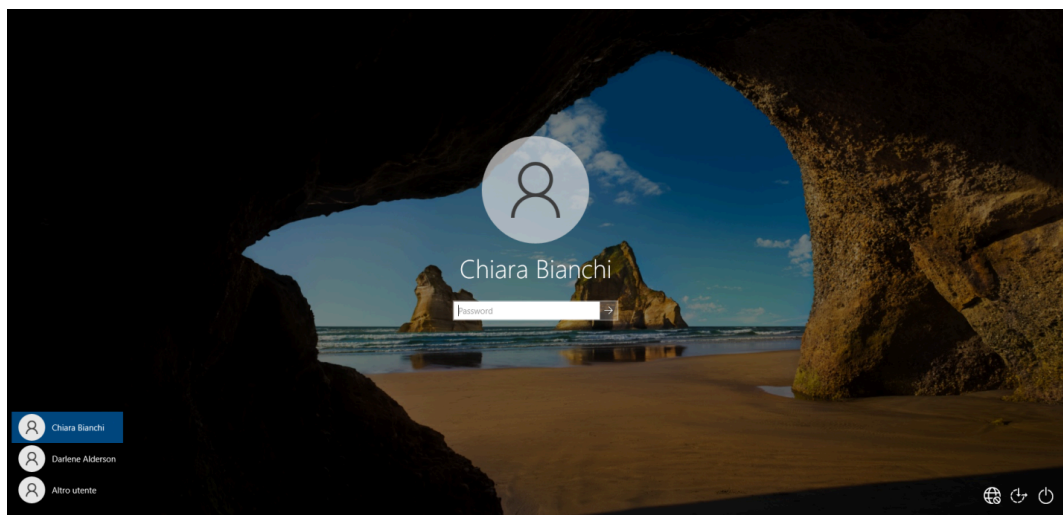 Chiara Bianchi
Password
Chiara Bianchi
Darlene Alderson
Altro utente